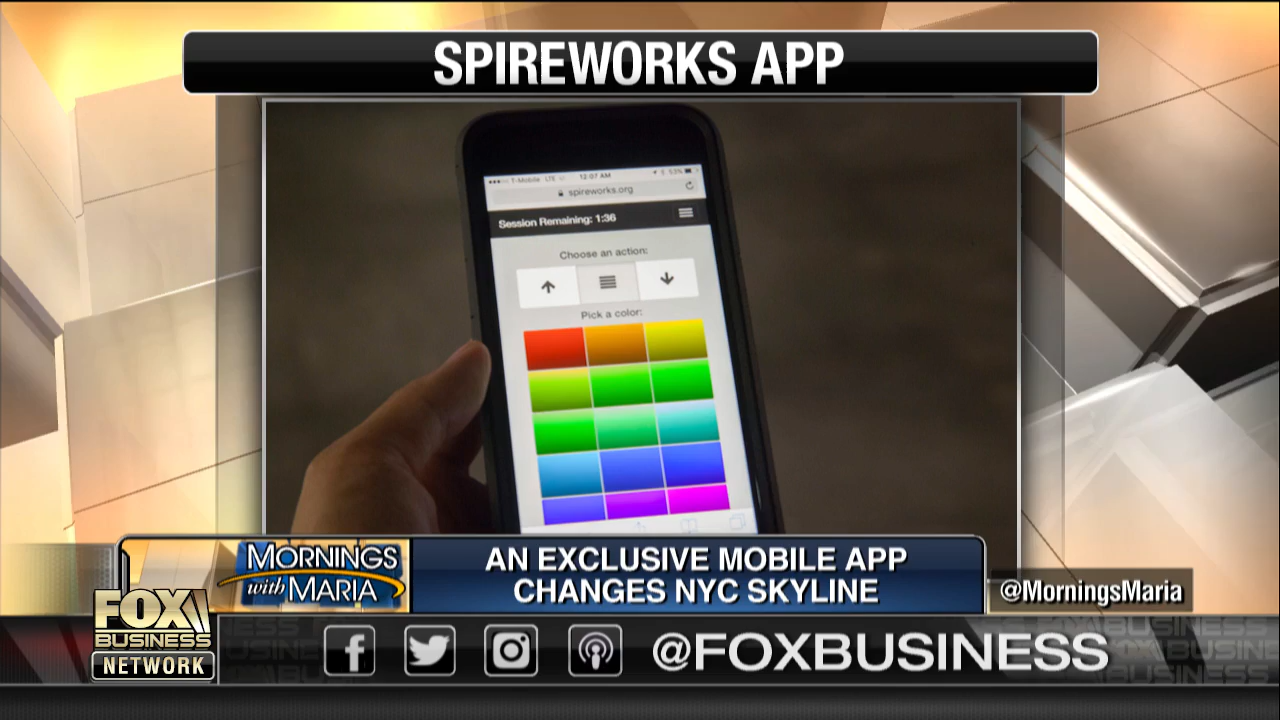 SPIREWORKS APP
T-Mobile LTE 12:07 AM 53%
spireworks.org
Session Remaining: 1:36
Choose an action:
Pick a color:
MORNINGS
with MARIA
AN EXCLUSIVE MOBILE APP
CHANGES NYC SKYLINE
@MorningsMaria
FOX
BUSINESS
NETWORK
@FOXBUSINESS